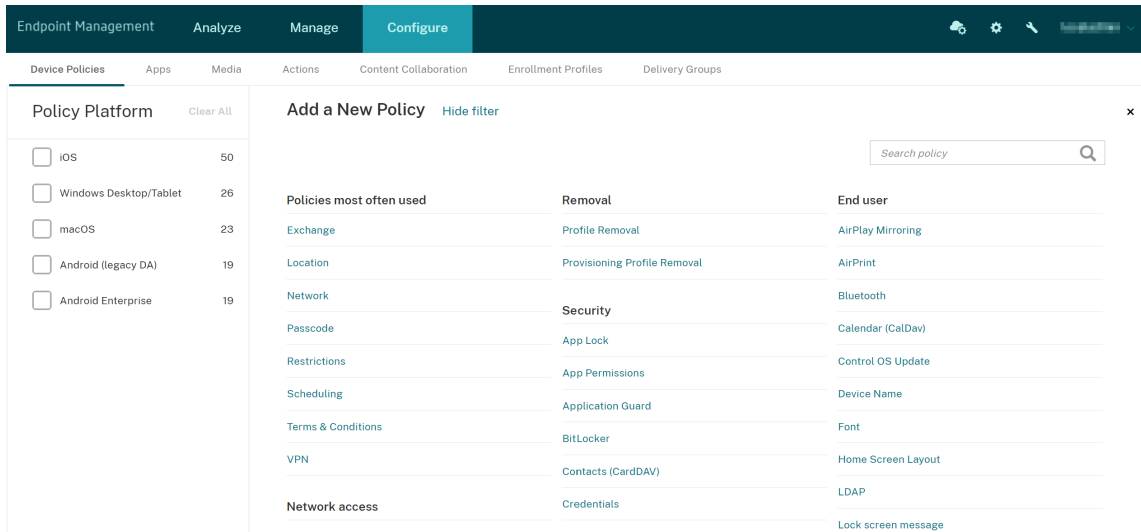 Endpoint Management Analyze Manage Configure
Device Policies Apps Media Actions Content Collaboration Enrollment Profiles Delivery Groups
Policy Platform Clear All
iOS 50
Windows Desktop/Tablet 26
macOS 23
Android (legacy DA) 19
Android Enterprise 19
Add a New Policy Hide filter
Search policy
Policies most often used
Exchange
Location
Network
Passcode
Restrictions
Scheduling
Terms & Conditions
VPN
Network access
Removal
Profile Removal
Provisioning Profile Removal
Security
App Lock
App Permissions
Application Guard
BitLocker
Contacts (CardDAV)
Credentials
End user
AirPlay Mirroring
AirPrint
Bluetooth
Calendar (CalDav)
Control OS Update
Device Name
Font
Home Screen Layout
LDAP
Lock screen message